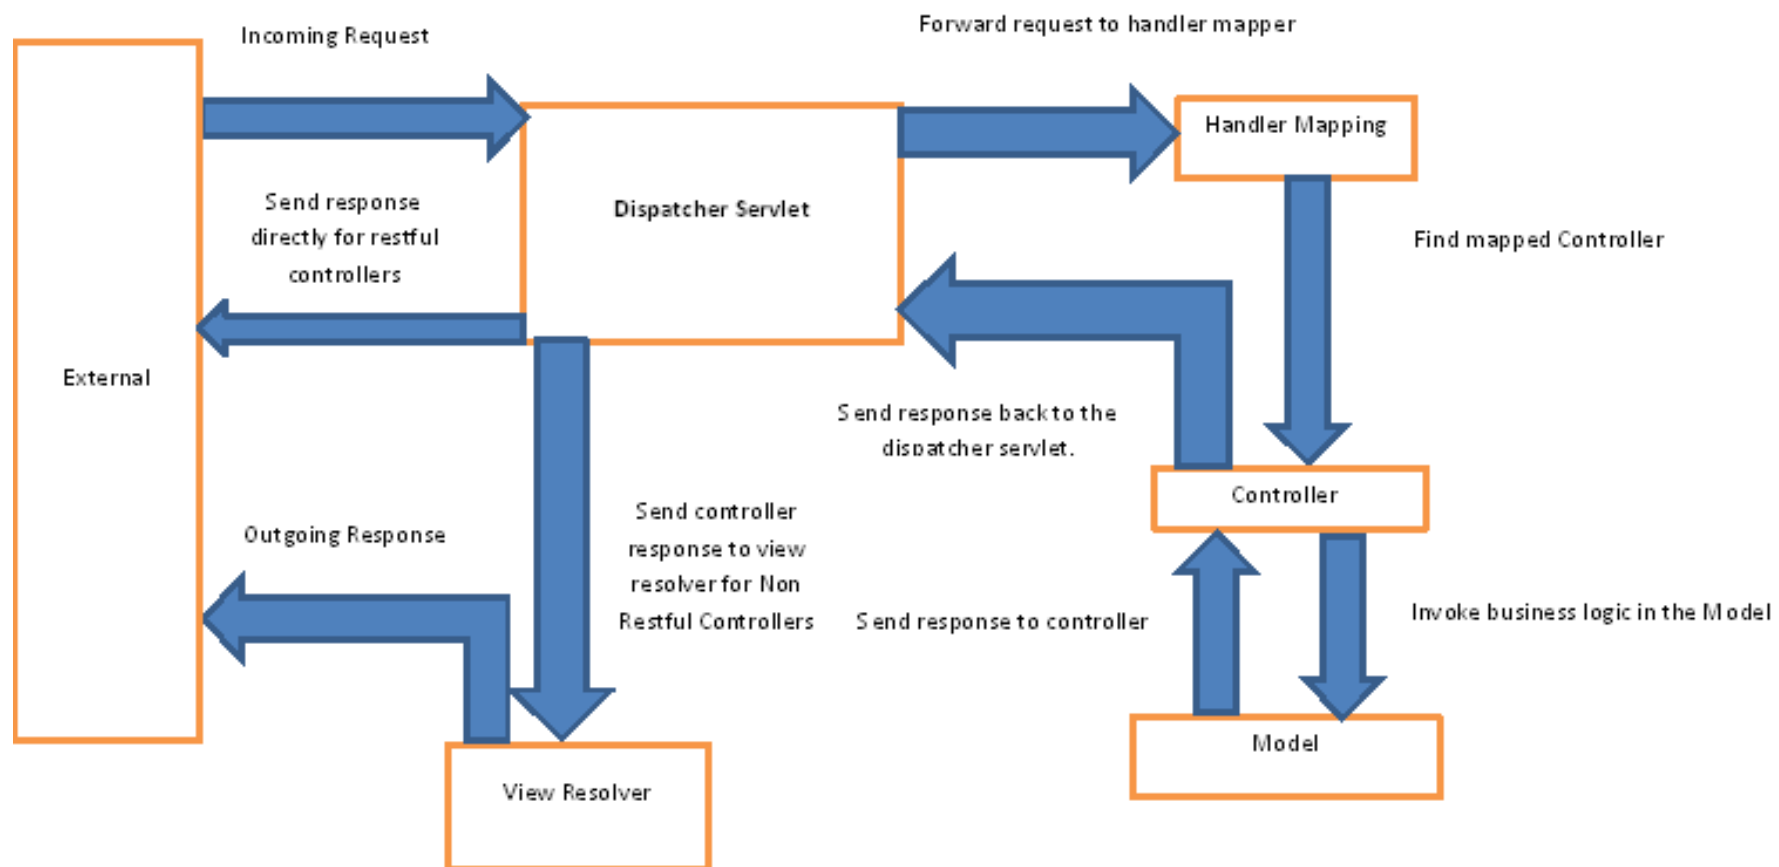 Incoming Request
Forward request to handler mapper
Handler Mapping
Send response
directly for restful
controllers
Dispatcher Servlet
Find mapped Controller
External
Send response back to the
dispatcher servlet.
Controller
Outgoing Response
Send controller
response to view
resolver for Non
Restful Controllers
Send response to controller
Invoke business logic in the Model
Model
View Resolver